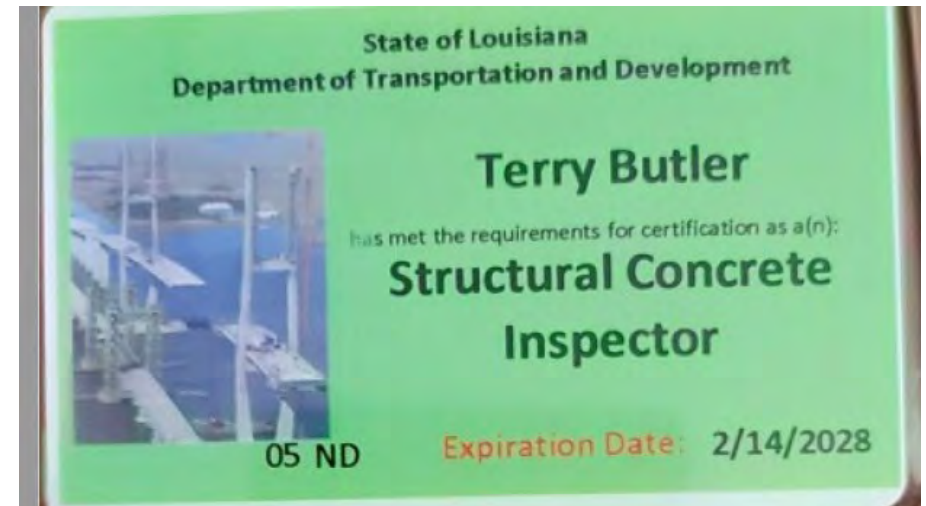 State of Louisiana
Department of Transportation and Development
Terry Butler
has met the requirements for certification as a(n):
Structural Concrete
Inspector
05 ND
Expiration Date: 2/14/2028